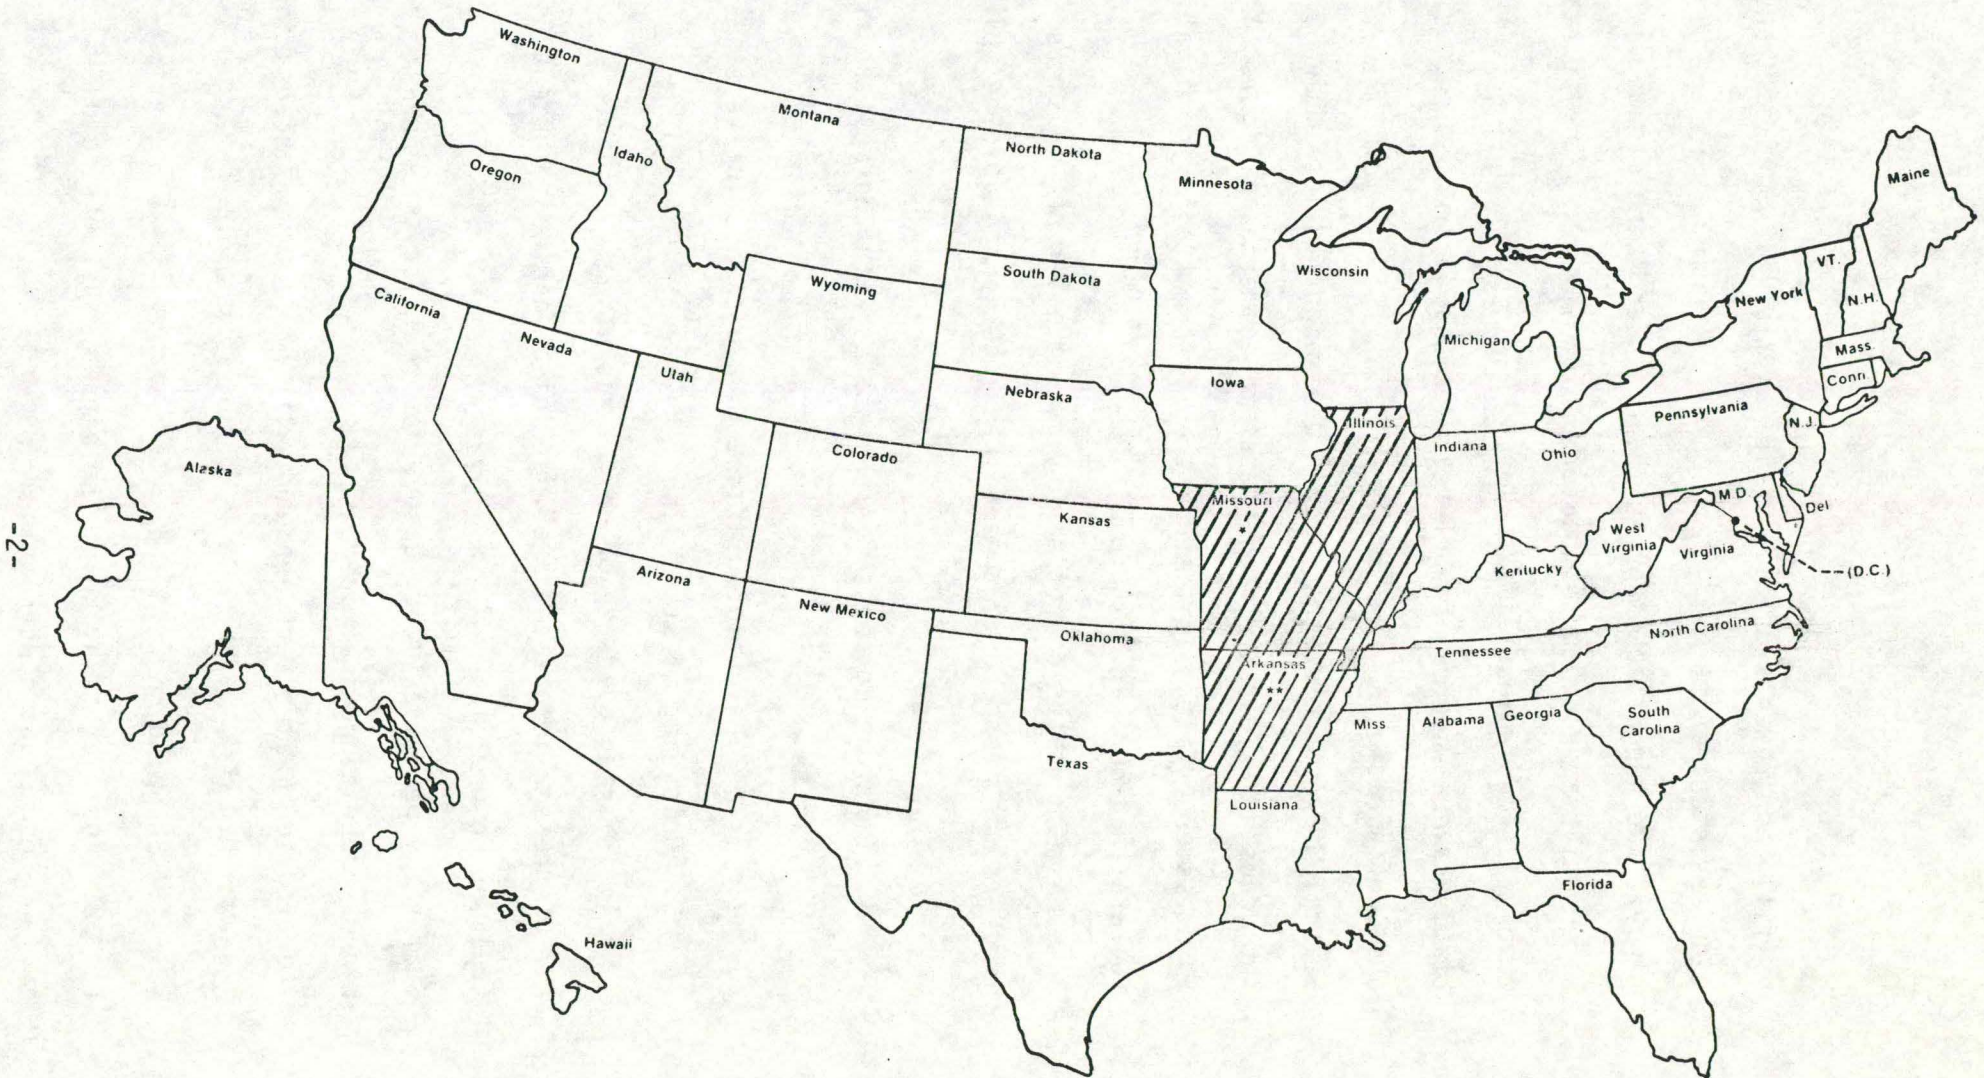 Washington
Montana
North Dakota
Minnesota
Idaho
Oregon
Maine
VT.
Wisconsin
South Dakota
Wyoming
N.H.
New York
California
Nevada
Michigan
Mass.
Utah
Iowa
Conn.
Nebraska
Pennsylvania
Illinois
N.J.
Indiana
Ohio
Colorado
Alaska
M.D.
Missouri
*
Del
Kansas
West
Virginia
Virginia
-2-
Kentucky
(D.C.)
Arizona
New Mexico
Oklahoma
North Carolina
Tennessee
Arkansas
**
South
Carolina
Georgia
Miss
Alabama
Texas
Louisiana
Florida
Hawaii